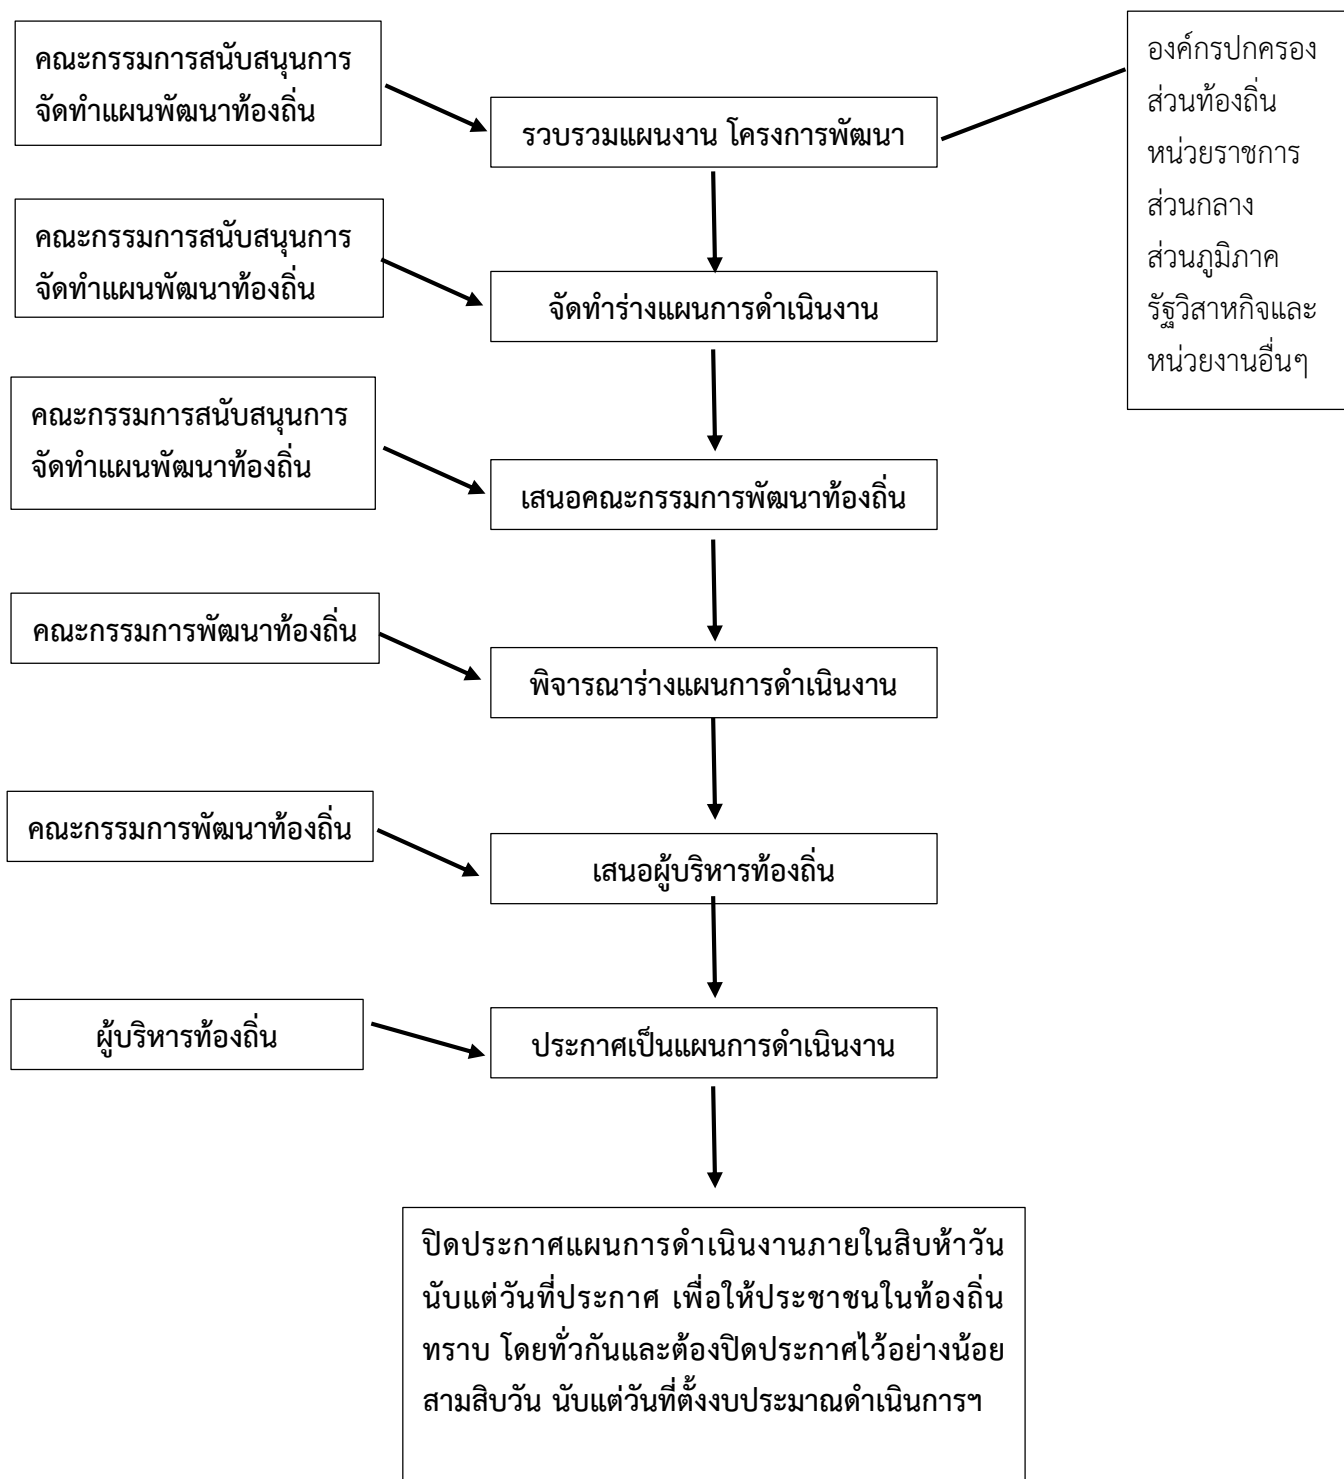 คณะกรรมการสนับสนุนการ
จัดทำแผนพัฒนาท้องถิ่น
รวบรวมแผนงาน โครงการพัฒนา
องค์กรปกครอง
ส่วนท้องถิ่น
หน่วยราชการ
ส่วนกลาง
ส่วนภูมิภาค
รัฐวิสาหกิจและ
หน่วยงานอื่นๆ
คณะกรรมการสนับสนุนการ
จัดทำแผนพัฒนาท้องถิ่น
จัดทำร่างแผนการดำเนินงาน
คณะกรรมการสนับสนุนการ
จัดทำแผนพัฒนาท้องถิ่น
เสนอคณะกรรมการพัฒนาท้องถิ่น
คณะกรรมการพัฒนาท้องถิ่น
พิจารณาร่างแผนการดำเนินงาน
คณะกรรมการพัฒนาท้องถิ่น
เสนอผู้บริหารท้องถิ่น
ผู้บริหารท้องถิ่น
ประกาศเป็นแผนการดำเนินงาน
ปิดประกาศแผนการดำเนินงานภายในสิบห้าวัน
นับแต่วันที่ประกาศ เพื่อให้ประชาชนในท้องถิ่น
ทราบ โดยทั่วกันและต้องปิดประกาศไว้อย่างน้อย
สามสิบวัน นับแต่วันที่ตั้งงบประมาณดำเนินการฯ